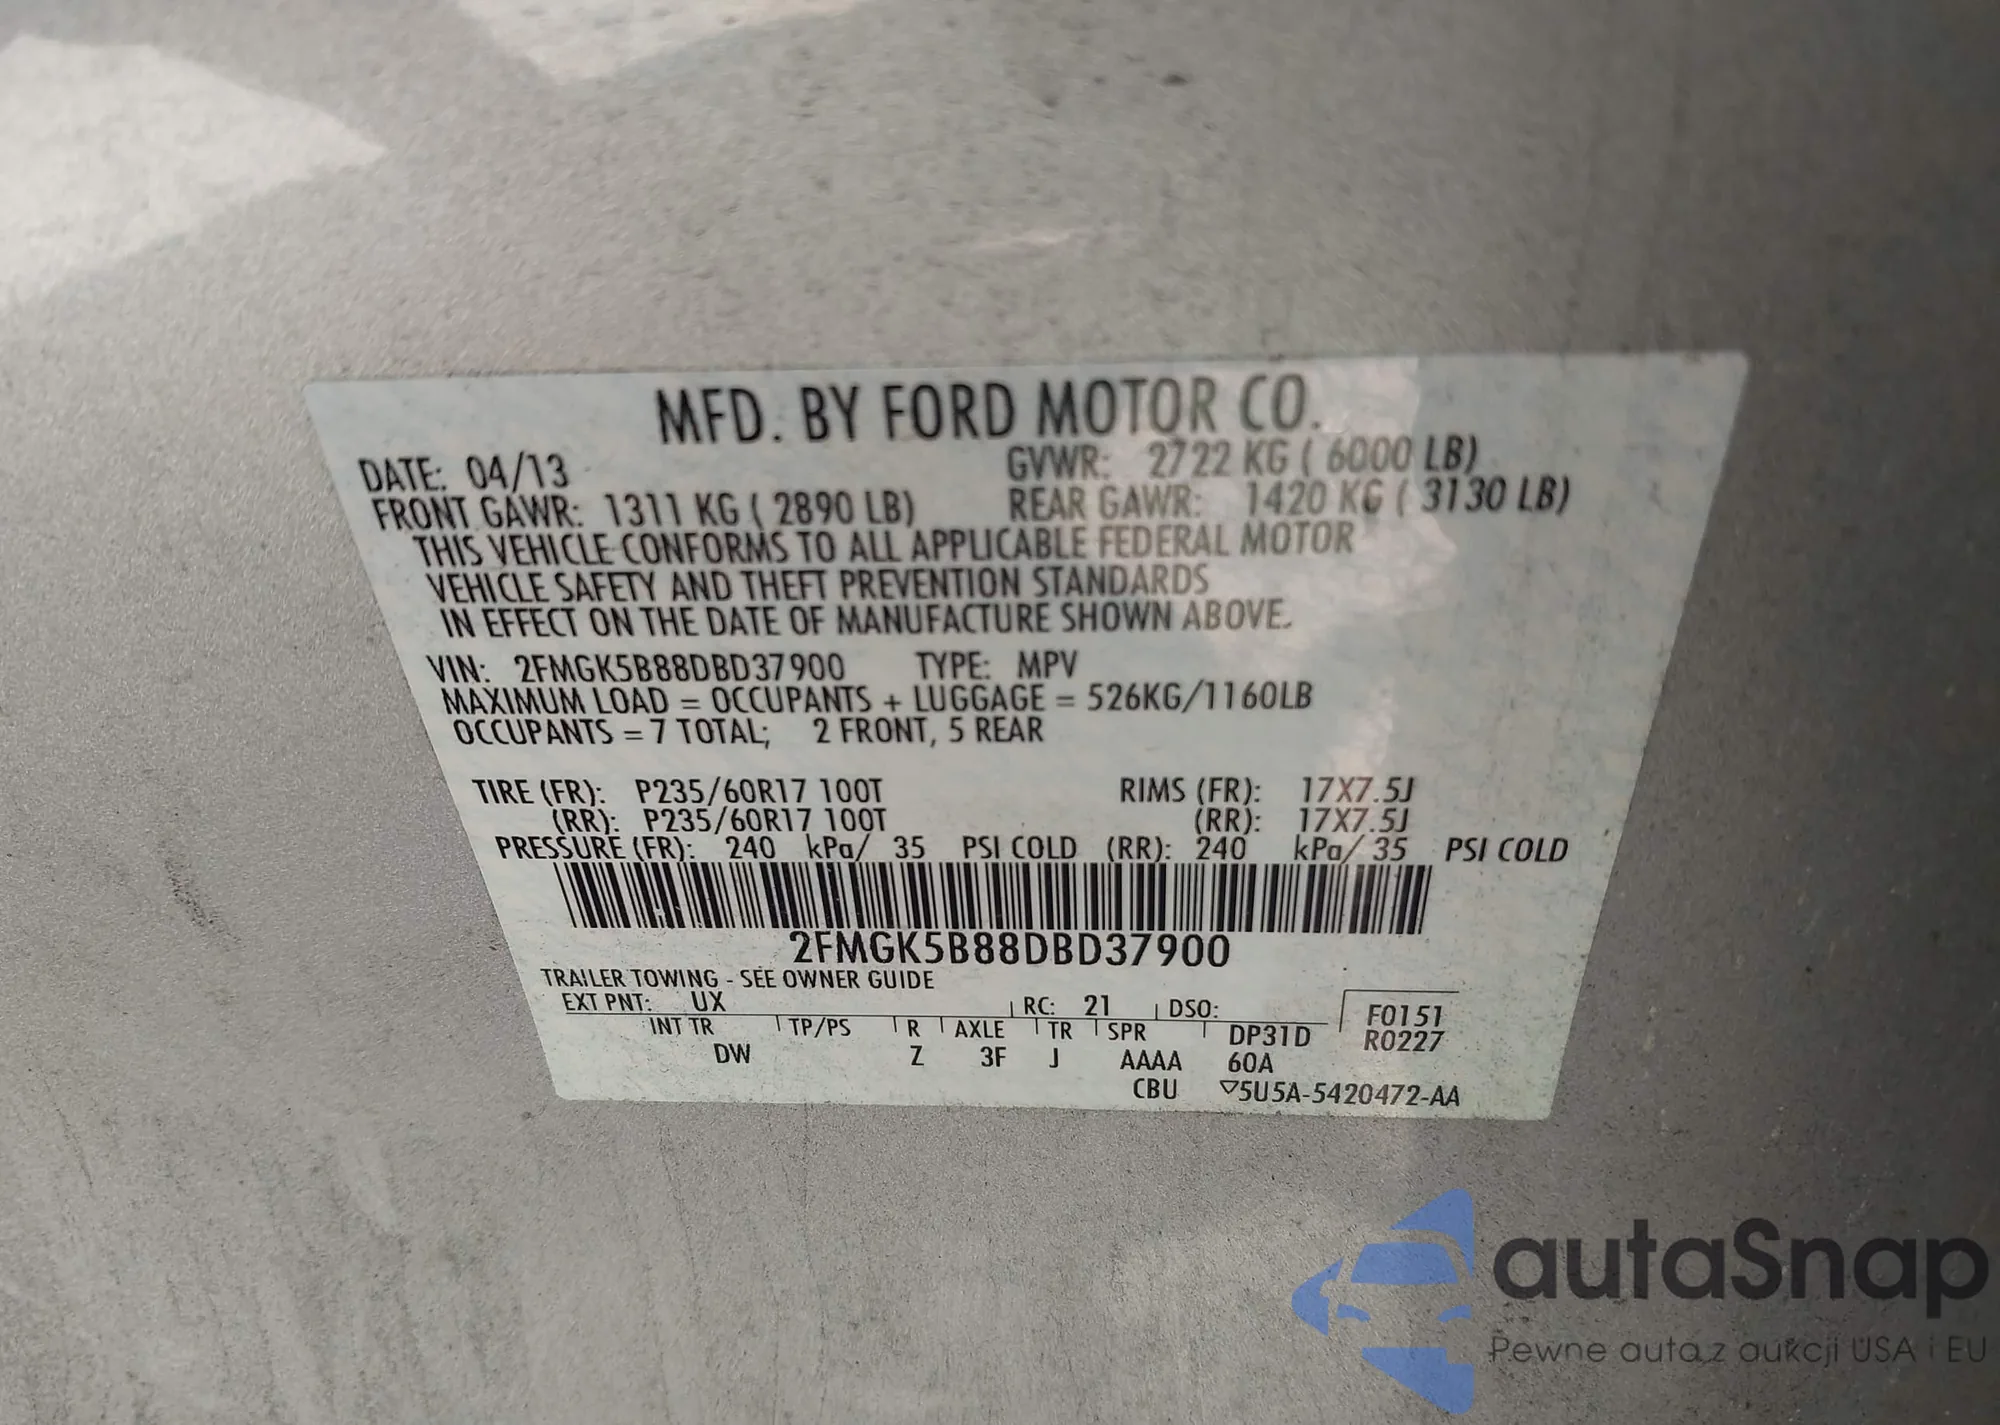 MFD. BY FORD MOTOR CO.
DATE: 04/13 GVWR: 2722 KG ( 6000 LB)
FRONT GAWR: 1311 KG ( 2890 LB) REAR GAWR: 1420 KG ( 3130 LB)
THIS VEHICLE CONFORMS TO ALL APPLICABLE FEDERAL MOTOR
VEHICLE SAFETY AND THEFT PREVENTION STANDARDS
IN EFFECT ON THE DATE OF MANUFACTURE SHOWN ABOVE.
VIN: 2FMGK5B88DBD37900 TYPE: MPV
MAXIMUM LOAD = OCCUPANTS + LUGGAGE = 526KG/1160LB
OCCUPANTS = 7 TOTAL; 2 FRONT, 5 REAR
TIRE (FR): P235/60R17 100T RIMS (FR): 17X7.5J
(RR): P235/60R17 100T (RR): 17X7.5J
PRESSURE (FR): 240 kPa/ 35 PSI COLD (RR): 240 kPa/ 35 PSI COLD
2FMGK5B88DBD37900
TRAILER TOWING - SEE OWNER GUIDE
EXT PNT: UX RC: 21 DSO: F0151
INT TR TP/PS R AXLE TR SPR DP31D R0227
DW Z 3F J AAAA 60A
CBU ▽5U5A-5420472-AA
autaSnap
Pewne auta z aukcji USA i EU